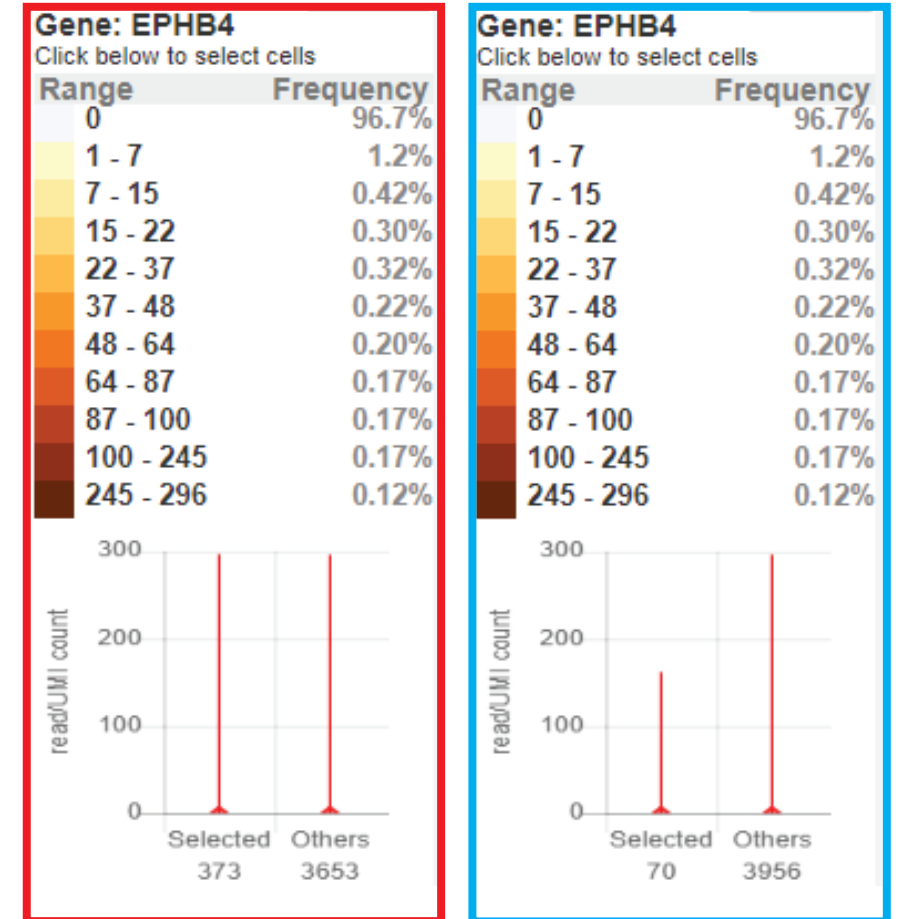 Gene: EPHB4
Click below to select cells
Range Frequency
0 96.7%
1 - 7 1.2%
7 - 15 0.42%
15 - 22 0.30%
22 - 37 0.32%
37 - 48 0.22%
48 - 64 0.20%
64 - 87 0.17%
87 - 100 0.17%
100 - 245 0.17%
245 - 296 0.12%
read/UMI count
300
200
100
0
Selected Others
373 3653
Gene: EPHB4
Click below to select cells
Range Frequency
0 96.7%
1 - 7 1.2%
7 - 15 0.42%
15 - 22 0.30%
22 - 37 0.32%
37 - 48 0.22%
48 - 64 0.20%
64 - 87 0.17%
87 - 100 0.17%
100 - 245 0.17%
245 - 296 0.12%
read/UMI count
300
200
100
0
Selected Others
70 3956